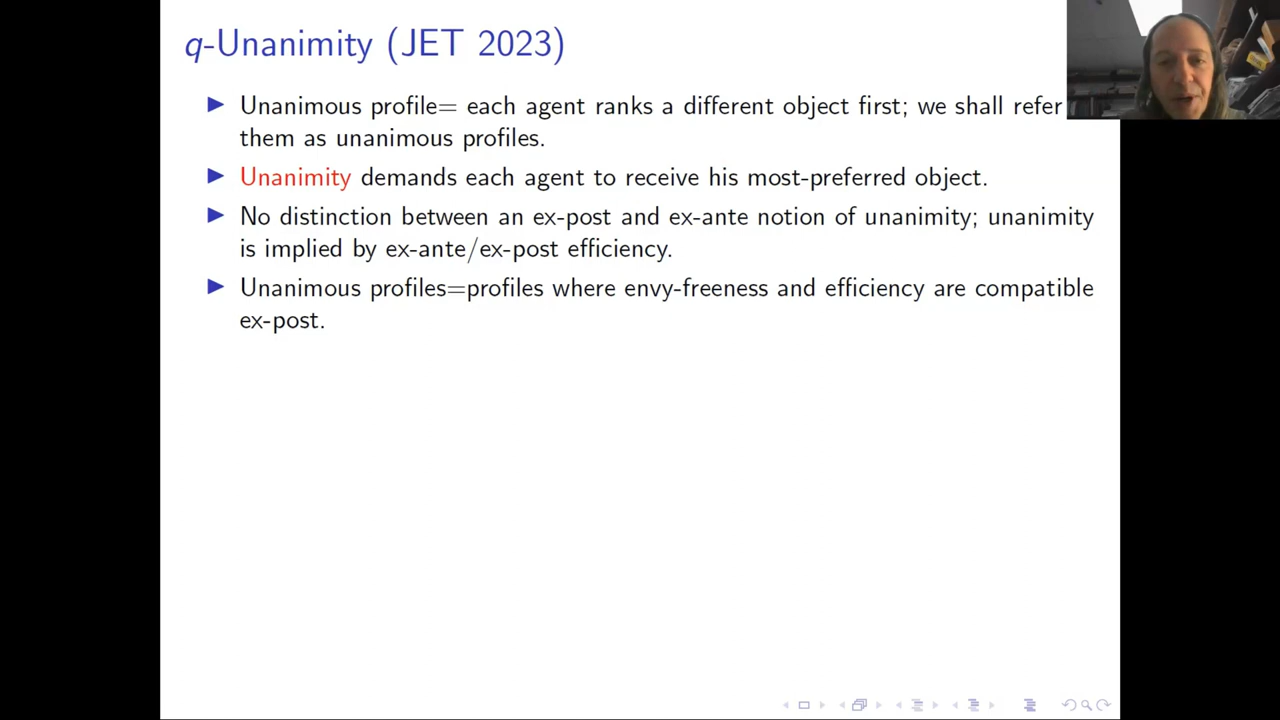 q-Unanimity (JET 2023)
Unanimous profile= each agent ranks a different object first; we shall refer
them as unanimous profiles.
Unanimity demands each agent to receive his most-preferred object.
No distinction between an ex-post and ex-ante notion of unanimity; unanimity
is implied by ex-ante/ex-post efficiency.
Unanimous profiles=profiles where envy-freeness and efficiency are compatible
ex-post.